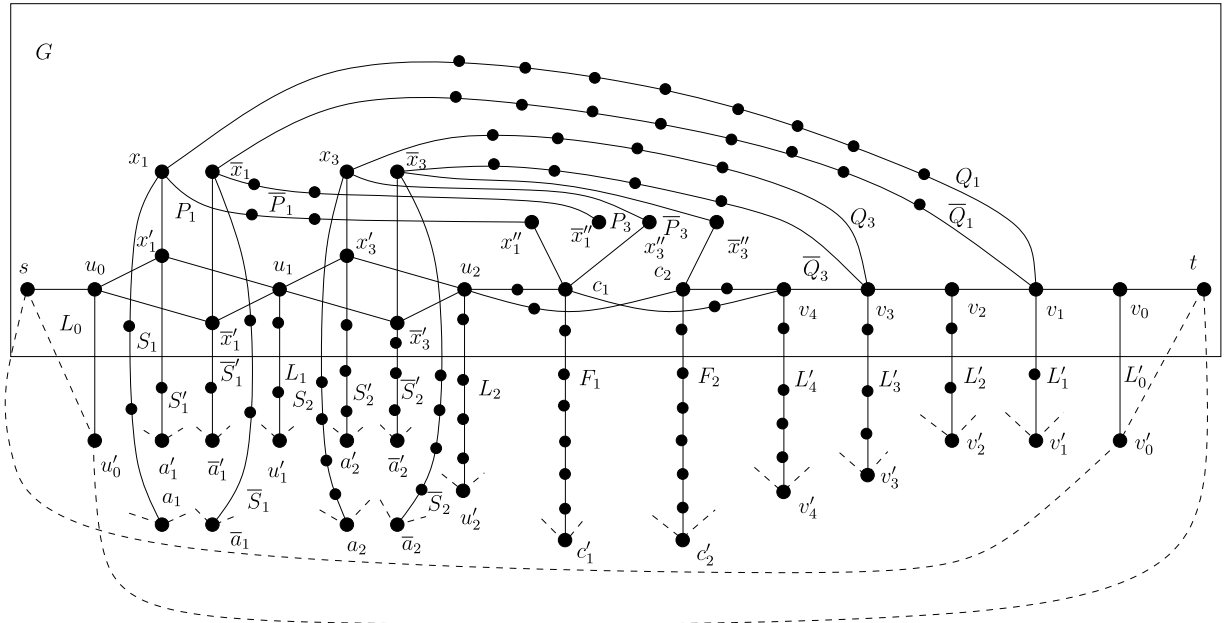 G
Q₁
x₁ x̄₁ x₃ x̄₃
P₁ P̄₁ P₃ P̄₃ Q₃ Q̄₁
x₁″ x̄₁″ x₃″ x̄₃″
x₁′ x₃′
s u₀ u₁ u₂ c₁ c₂ Q̄₃ t
L₀ S₁ x̄₁′ x̄₃′ v₄ v₃ v₂ v₁ v₀
S̄₁′ L₁ F₁ F₂ L₄′ L₃′ L₂′ L₁′ L₀′
S₁′ S₂ S₂′ S̄₂′ L₂
u₀′ a₁′ ā₁′ u₁′ a₂′ ā₂′ v₂′ v₁′ v₀′
v₃′
a₁ S̄₁ S̄₂ u₂′ v₄′
ā₁ a₂ ā₂ c₁′ c₂′